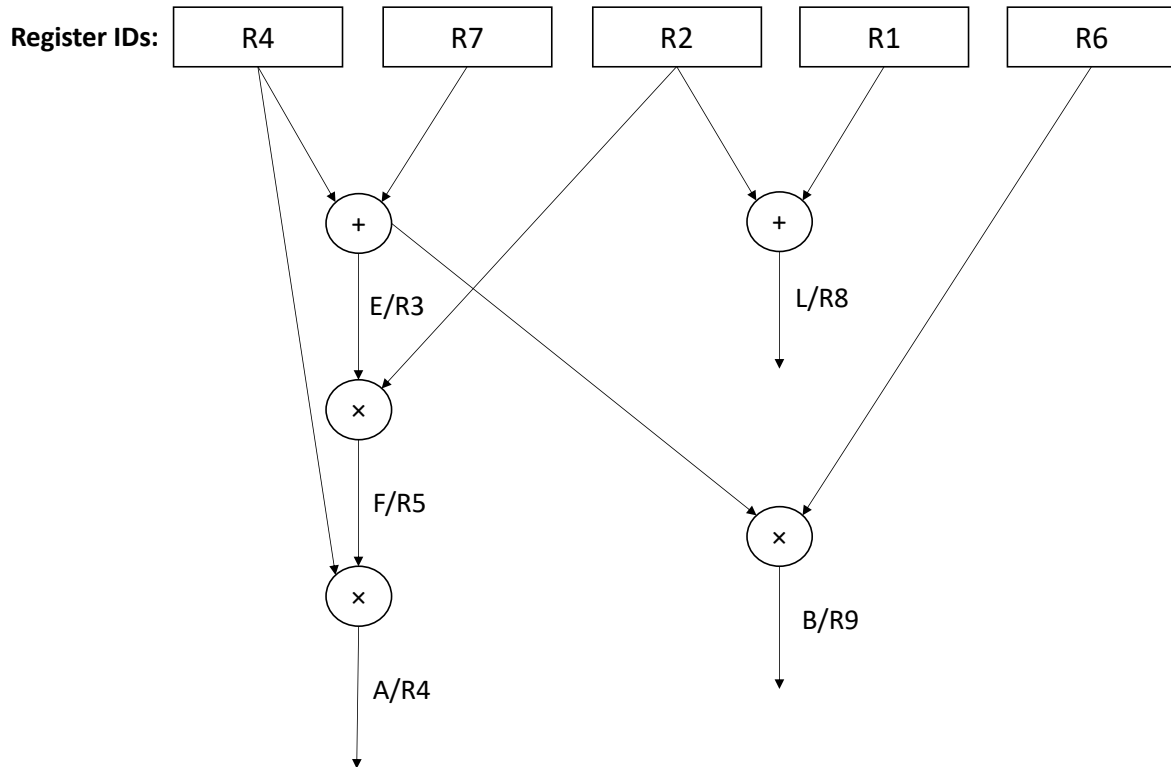 Register IDs: R4 R7 R2 R1 R6
+ +
E/R3 L/R8
×
F/R5
×
×
B/R9
A/R4